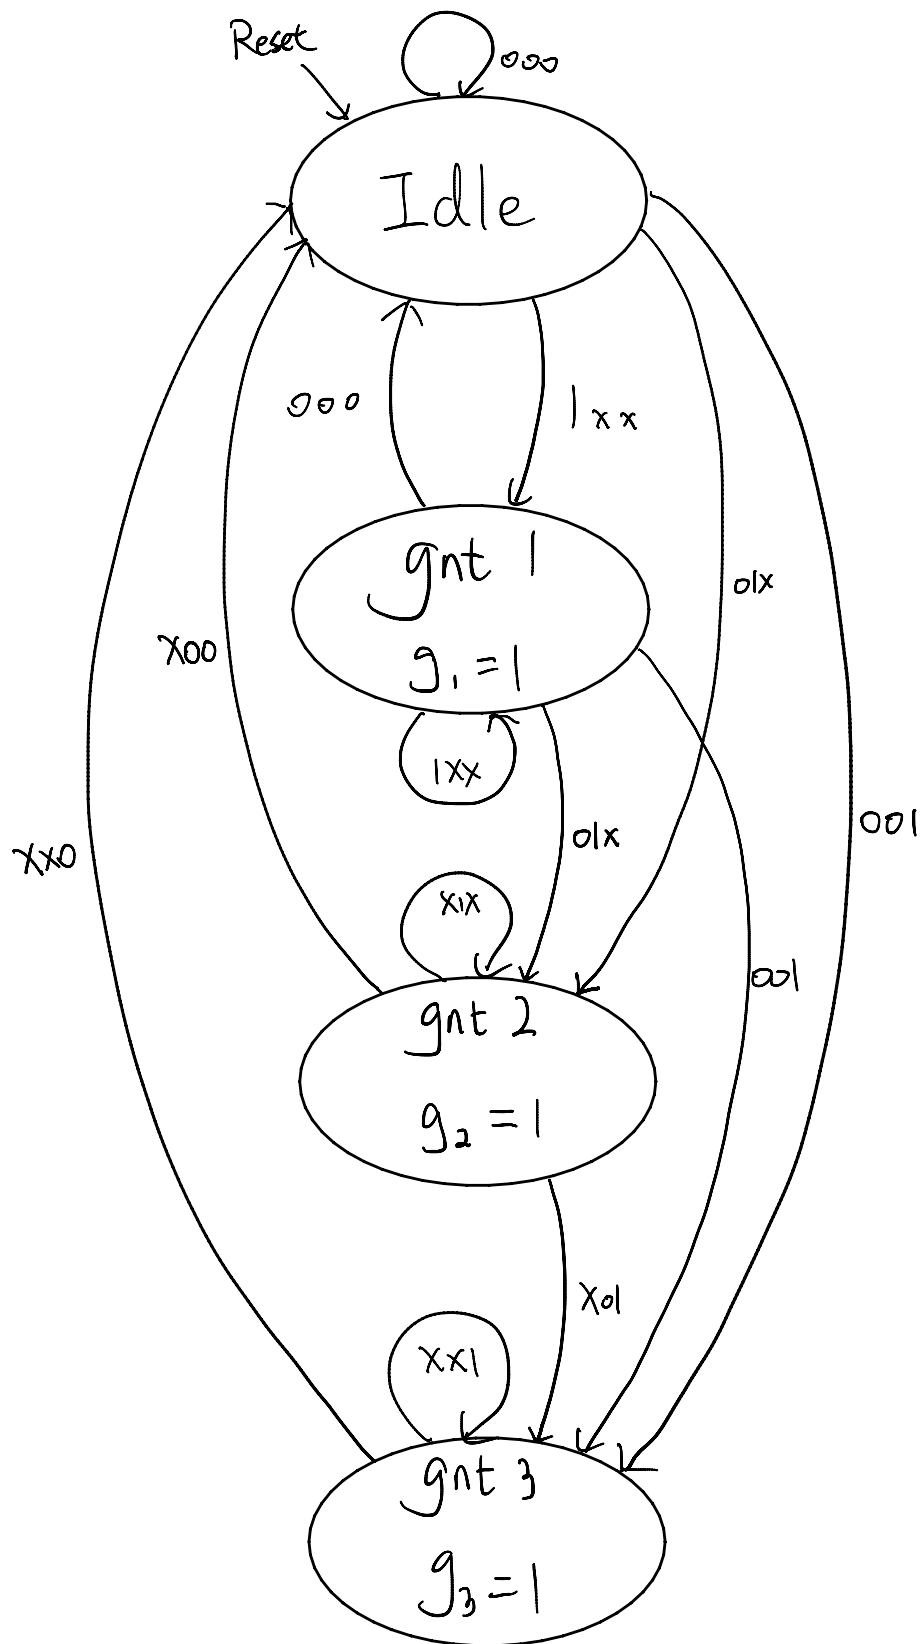 Reset
000
Idle
000
1xx
gnt 1
g₁ = 1
01x
X00
1XX
01X
001
XX0
X1X
001
gnt 2
g₂ = 1
X01
XX1
gnt 3
g₃ = 1